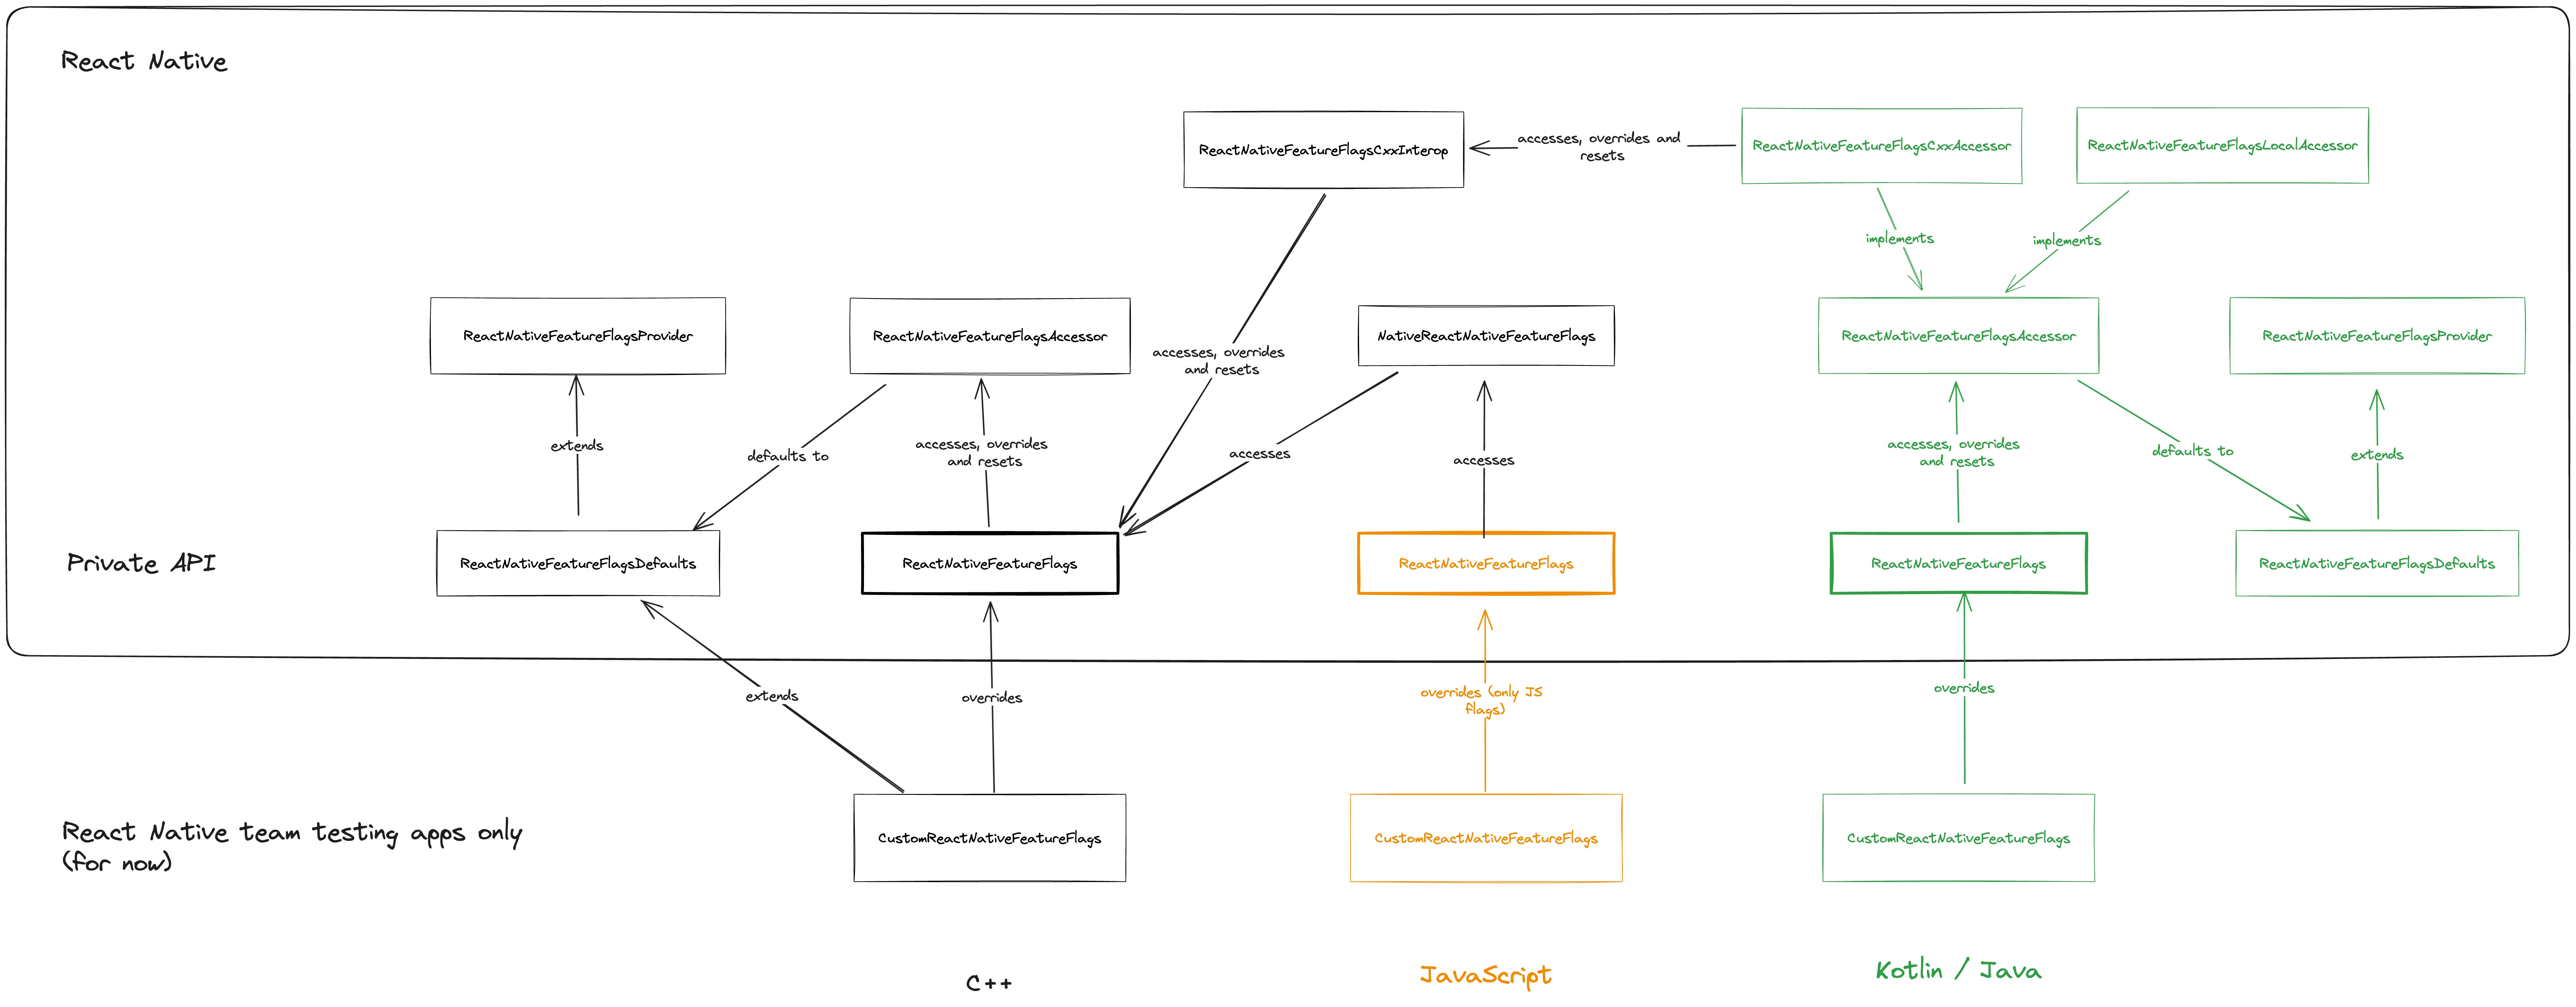 React Native
ReactNativeFeatureFlagsCxxInterop
accesses, overrides and
resets
ReactNativeFeatureFlagsCxxAccessor
ReactNativeFeatureFlagsLocalAccessor
implements
implements
ReactNativeFeatureFlagsProvider
ReactNativeFeatureFlagsAccessor
accesses, overrides
and resets
NativeReactNativeFeatureFlags
ReactNativeFeatureFlagsAccessor
ReactNativeFeatureFlagsProvider
extends
defaults to
accesses, overrides
and resets
accesses
accesses
accesses, overrides
and resets
defaults to
extends
Private API
ReactNativeFeatureFlagsDefaults
ReactNativeFeatureFlags
ReactNativeFeatureFlags
ReactNativeFeatureFlags
ReactNativeFeatureFlagsDefaults
extends
overrides
overrides (only JS
flags)
overrides
React Native team testing apps only
(for now)
CustomReactNativeFeatureFlags
CustomReactNativeFeatureFlags
CustomReactNativeFeatureFlags
C++
JavaScript
Kotlin / Java